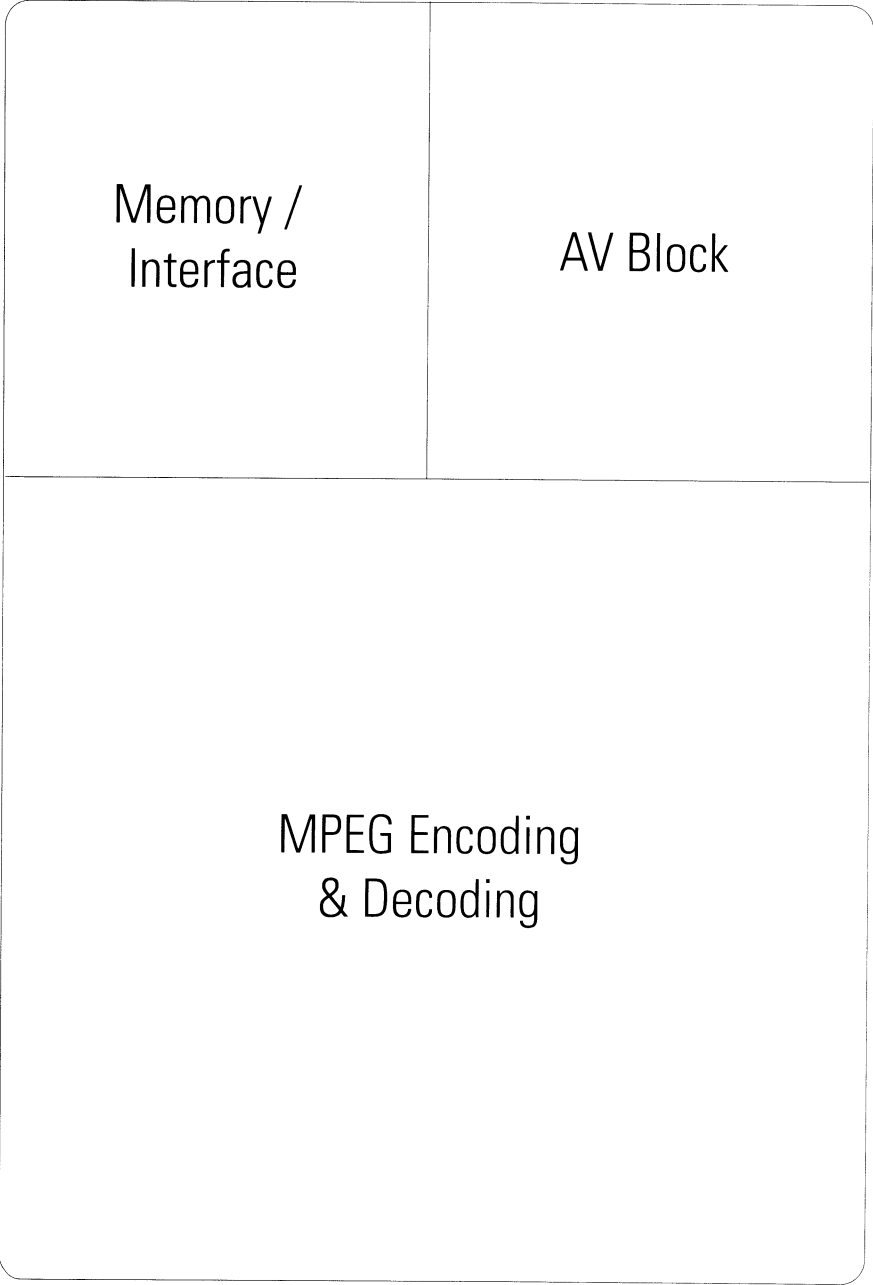 Memory /
Interface
AV Block
MPEG Encoding
& Decoding